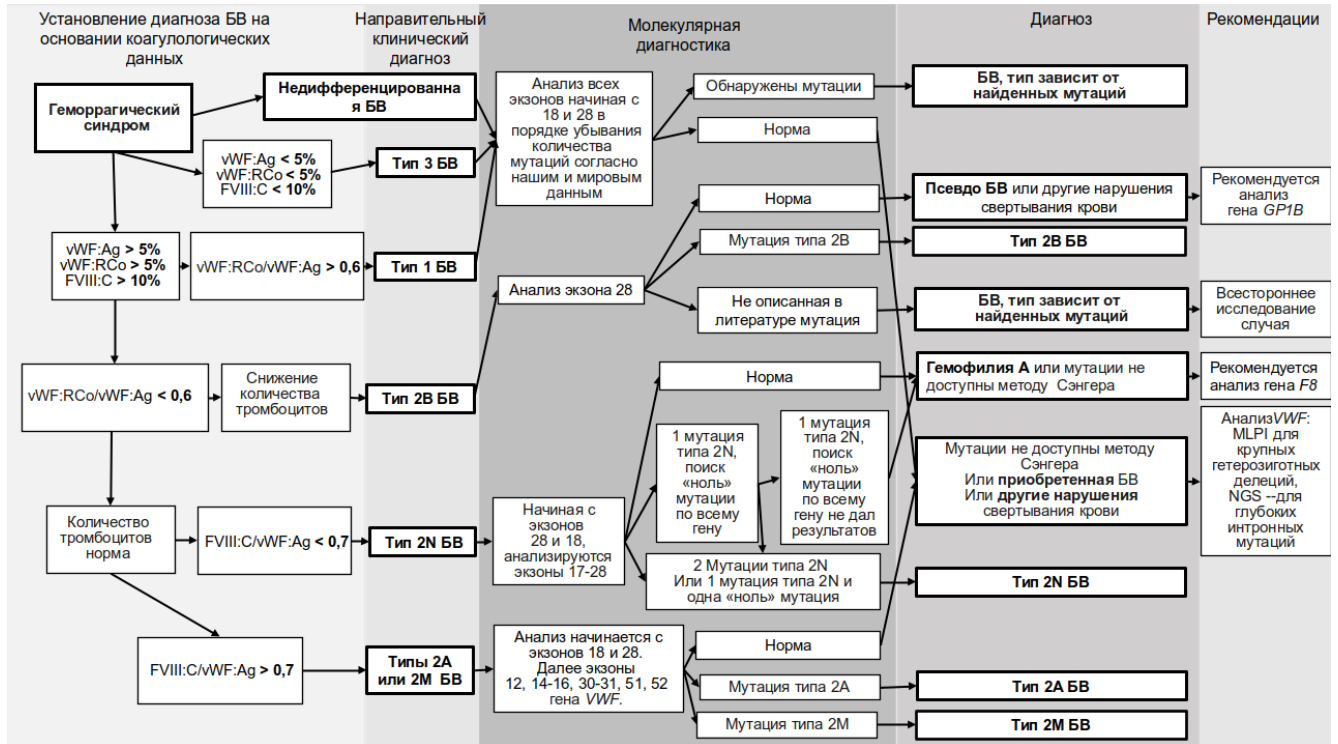 Установление диагноза БВ на
основании коагулологических
данных
Направительный
клинический
диагноз
Молекулярная
диагностика
Диагноз
Рекомендации
Геморрагический
синдром
Недифференцированна
я БВ
vWF:Ag < 5%
vWF:RCo < 5%
FVIII:C < 10%
Тип 3 БВ
vWF:Ag > 5%
vWF:RCo > 5%
FVIII:C > 10%
vWF:RCo/vWF:Ag > 0,6
Тип 1 БВ
vWF:RCo/vWF:Ag < 0,6
Снижение
количества
тромбоцитов
Тип 2В БВ
Количество
тромбоцитов
норма
FVIII:C/vWF:Ag < 0,7
Тип 2N БВ
FVIII:C/vWF:Ag > 0,7
Типы 2А
или 2М БВ
Анализ всех
экзонов начиная с
18 и 28 в
порядке убывания
количества
мутаций согласно
нашим и мировым
данным
Обнаружены мутации
Норма
БВ, тип зависит от
найденных мутаций
Анализ экзона 28
Норма
Мутация типа 2В
Не описанная в
литературе мутация
Псевдо БВ или другие нарушения
свертывания крови
Рекомендуется
анализ
гена GP1B
Тип 2В БВ
БВ, тип зависит от
найденных мутаций
Всестороннее
исследование
случая
Начиная с
экзонов
28 и 18,
анализируются
экзоны 17-28
Норма
1 мутация
типа 2N,
поиск
«ноль»
мутации
по всему
гену
1 мутация
типа 2N,
поиск
«ноль»
мутации
по всему
гену не дал
результатов
2 Мутации типа 2N
Или 1 мутация типа 2N и
одна «ноль» мутация
Гемофилия А или мутации не
доступны методу Сэнгера
Рекомендуется
анализ гена F8
Мутации не доступны методу
Сэнгера
Или приобретенная БВ
Или другие нарушения
свертывания крови
АнализVWF:
MLPI для
крупных
гетерозиготных
делеций,
NGS --для
глубоких
интронных
мутаций
Тип 2N БВ
Анализ начинается с
экзонов 18 и 28.
Далее экзоны
12, 14-16, 30-31, 51, 52
гена VWF.
Норма
Мутация типа 2А
Мутация типа 2М
Тип 2А БВ
Тип 2М БВ